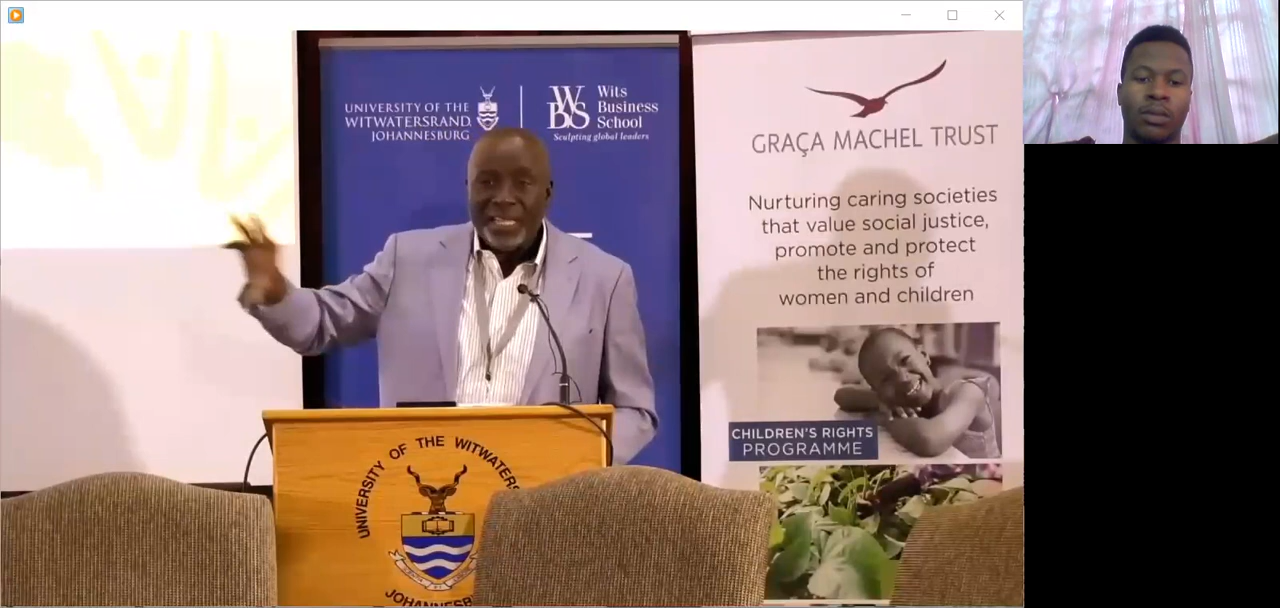 UNIVERSITY OF THE
WITWATERSRAND,
JOHANNESBURG
WBS
Wits
Business
School
Sculpting global leaders
GRAÇA MACHEL TRUST
Nurturing caring societies
that value social justice,
promote and protect
the rights of
women and children
CHILDREN'S RIGHTS
PROGRAMME
UNIVERSITY OF THE WITWATERS
JOHANNESB